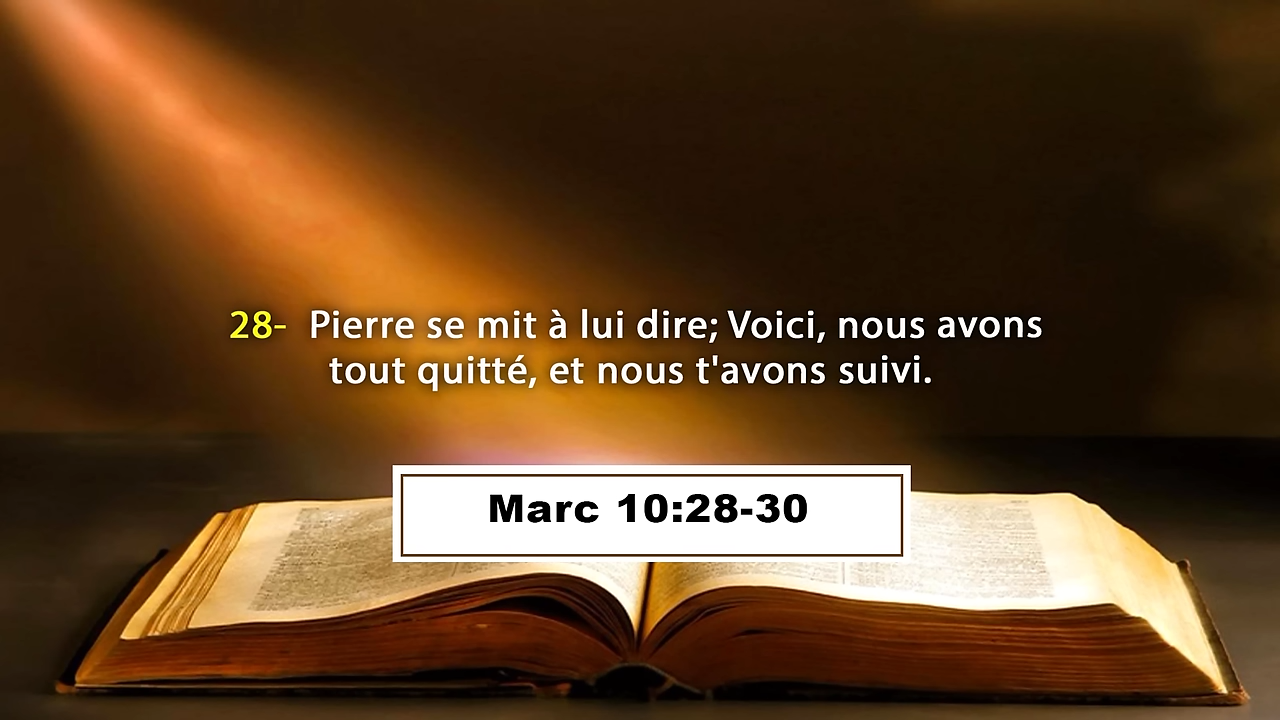 28- Pierre se mit à lui dire; Voici, nous avons
tout quitté, et nous t'avons suivi.
Marc 10:28-30